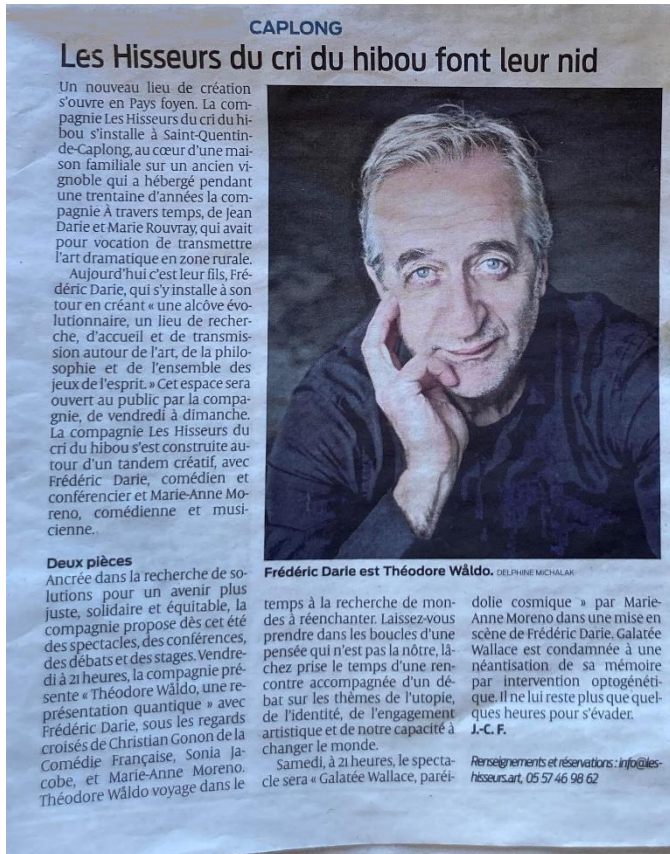 CAPLONG
Les Hisseurs du cri du hibou font leur nid
Un nouveau lieu de création
s'ouvre en Pays foyen. La com-
pagnie Les Hisseurs du cri du hi-
bou s'installe à Saint-Quentin-
de-Caplong, au cœur d'une mai-
son familiale sur un ancien vi-
gnoble qui a hébergé pendant
une trentaine d'années la com-
pagnie À travers temps, de Jean
Darie et Marie Rouvray, qui avait
pour vocation de transmettre
l'art dramatique en zone rurale.
Aujourd'hui c'est leur fils, Fré-
déric Darie, qui s'y installe à son
tour en créant « une alcôve évo-
lutionnaire, un lieu de recher-
che, d'accueil et de transmis-
sion autour de l'art, de la philo-
sophie et de l'ensemble des
jeux de l'esprit. » Cet espace sera
ouvert au public par la compa-
gnie, de vendredi à dimanche.
La compagnie Les Hisseurs du
cri du hibou s'est construite au-
tour d'un tandem créatif, avec
Frédéric Darie, comédien et
conférencier et Marie-Anne Mo-
reno, comédienne et musi-
cienne.
Deux pièces
Ancrée dans la recherche de so-
lutions pour un avenir plus
juste, solidaire et équitable, la
compagnie propose dès cet été
des spectacles, des conférences,
des débats et des stages. Vendre-
di à 21 heures, la compagnie pré-
sente « Théodore Wåldo, une re-
présentation quantique » avec
Frédéric Darie, sous les regards
croisés de Christian Gonon de la
Comédie Française, Sonia Ja-
cobe, et Marie-Anne Moreno.
Théodore Wåldo voyage dans le
Frédéric Darie est Théodore Wåldo. DELPHINE MICHALAK
temps à la recherche de mon-
des à réenchanter. Laissez-vous
prendre dans les boucles d'une
pensée qui n'est pas la nôtre, lâ-
chez prise le temps d'une ren-
contre accompagnée d'un dé-
bat sur les thèmes de l'utopie,
de l'identité, de l'engagement
artistique et de notre capacité à
changer le monde.
Samedi, à 21 heures, le specta-
cle sera « Galatée Wallace, paréi-
dolie cosmique » par Marie-
Anne Moreno dans une mise en
scène de Frédéric Darie. Galatée
Wallace est condamnée à une
néantisation de sa mémoire
par intervention optogénéti-
que. Il ne lui reste plus que quel-
ques heures pour s'évader.
J.-C. F.
Renseignements et réservations : info@les-
hisseurs.art, 05 57 46 98 62